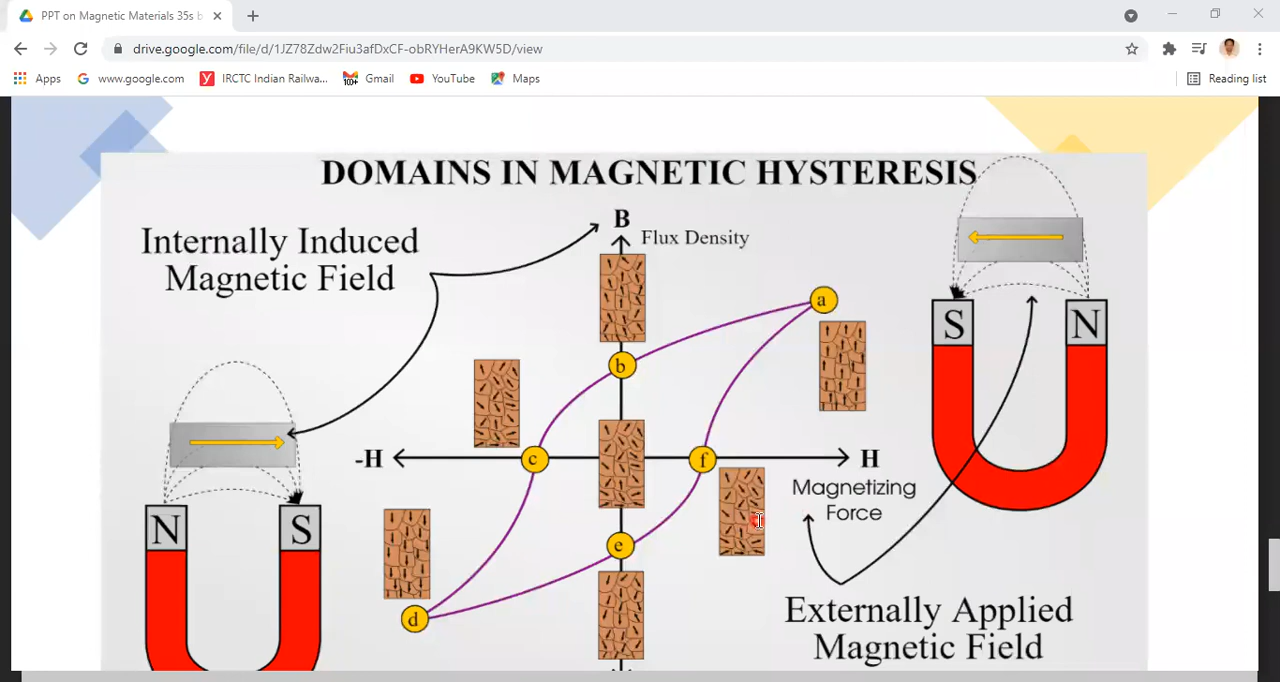 PPT on Magnetic Materials 35s b
drive.google.com/file/d/1JZ78Zdw2Fiu3afDxCF-obRYHerA9KW5D/view
Apps
www.google.com
IRCTC Indian Railwa...
100+
Gmail
YouTube
Maps
Reading list
DOMAINS IN MAGNETIC HYSTERESIS
Internally Induced
Magnetic Field
B
Flux Density
a
b
S
N
-H
c
f
H
Magnetizing
Force
N
S
e
d
Externally Applied
Magnetic Field